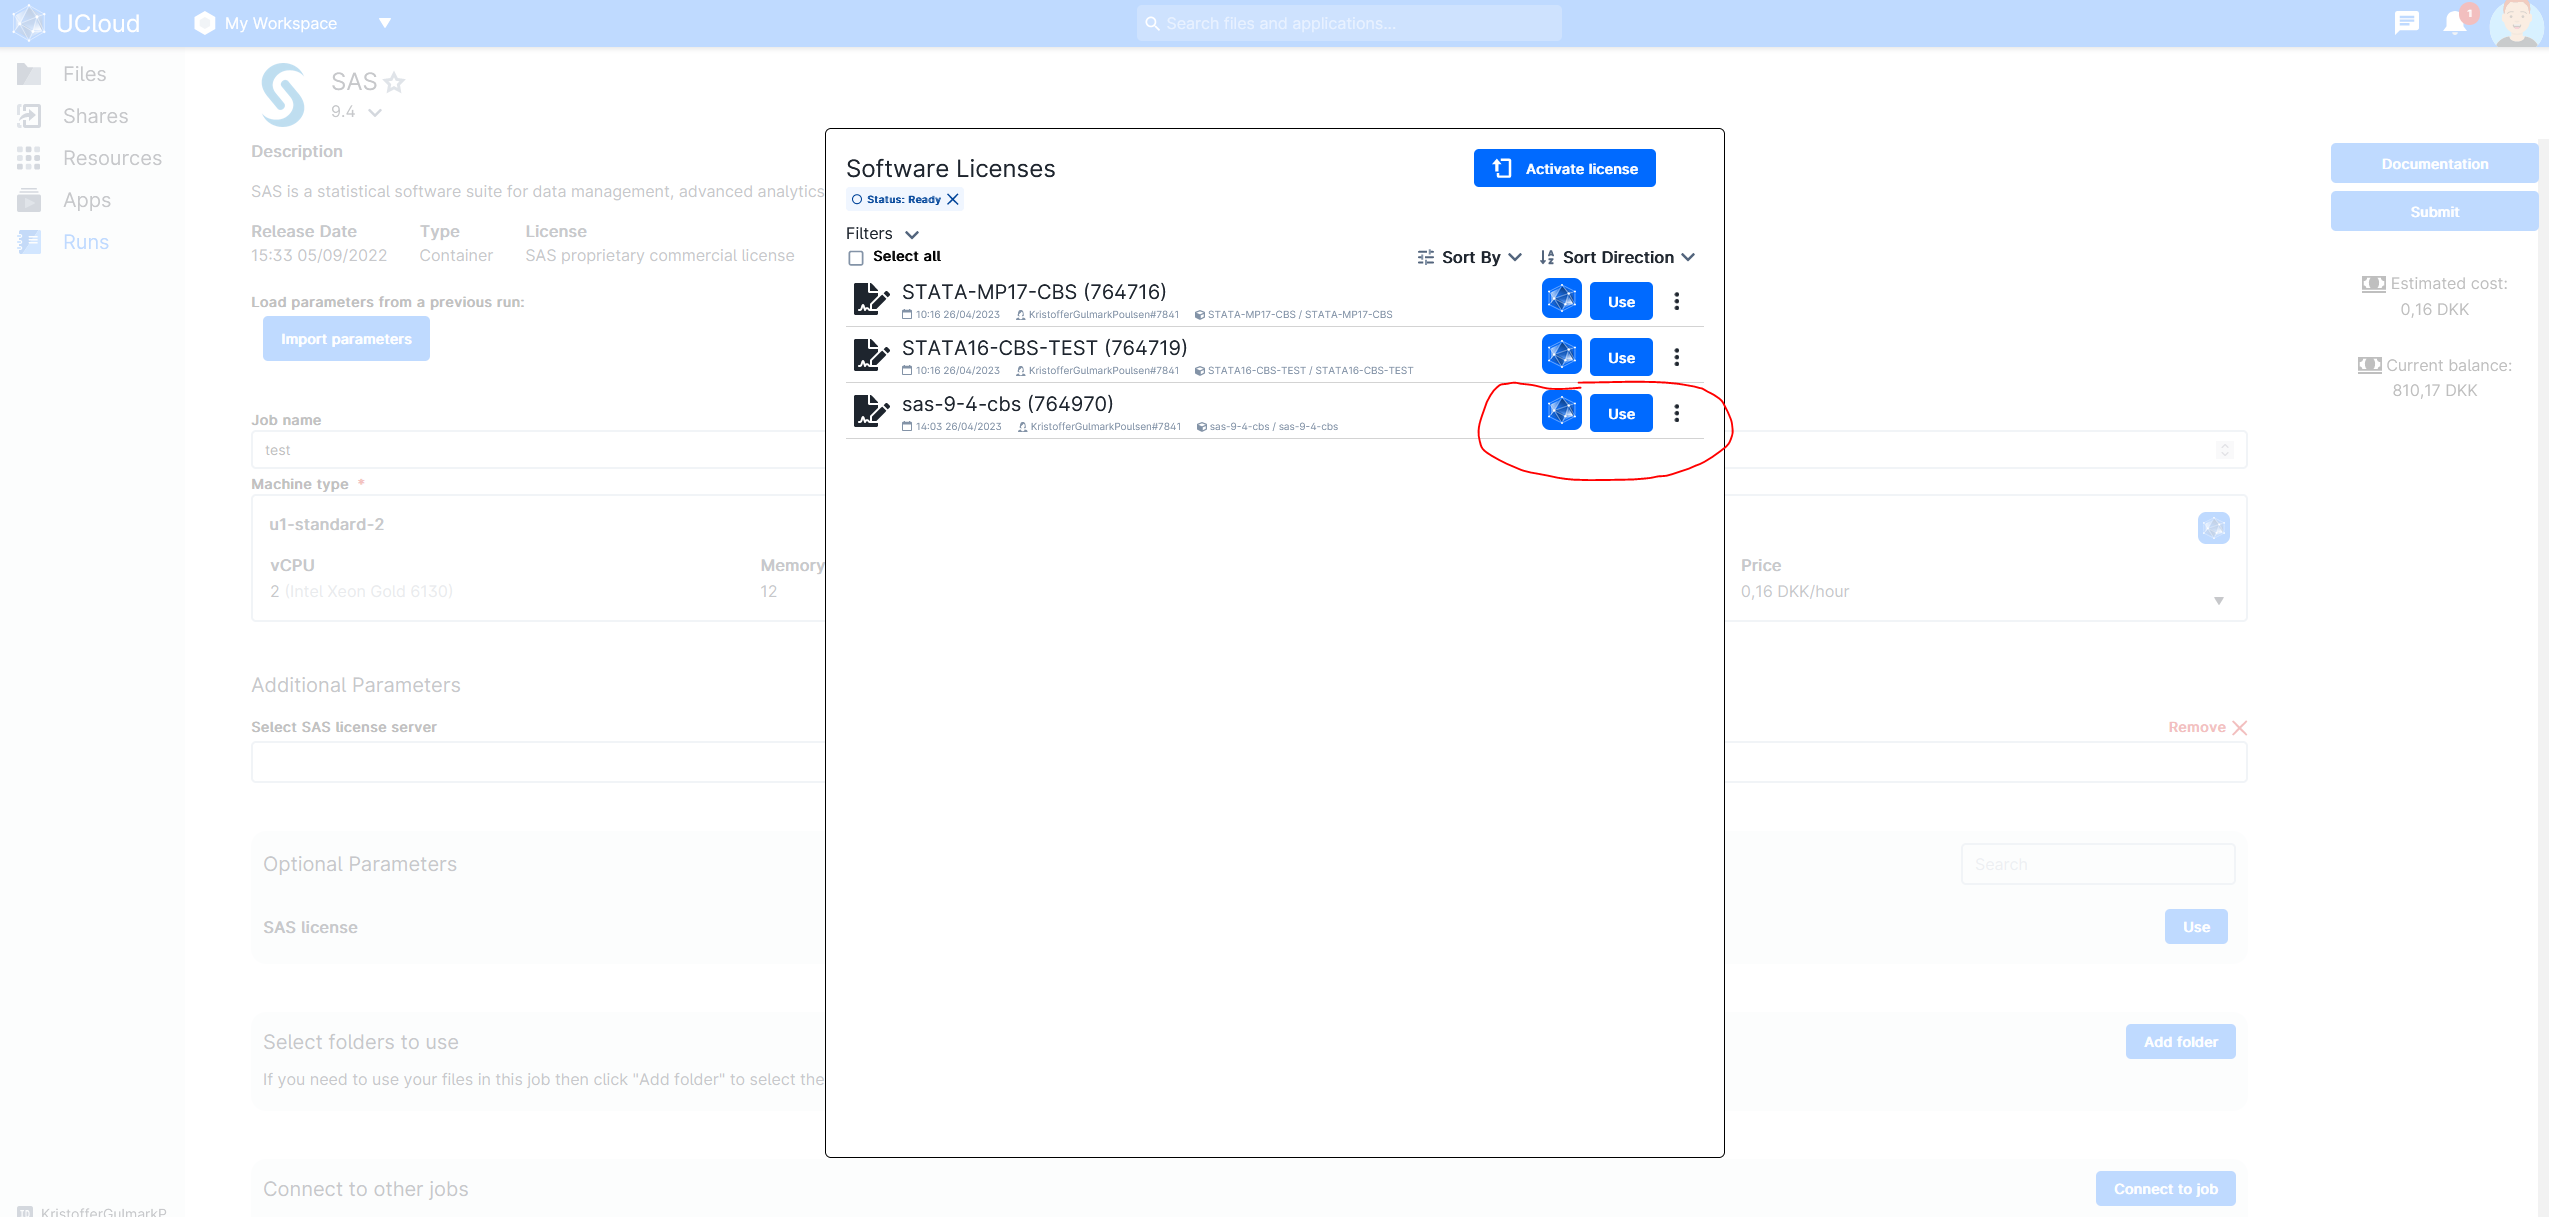 UCloud
My Workspace
Search files and applications...
1
Files
Shares
Resources
Apps
Runs
SAS
9.4
Description
SAS is a statistical software suite for data management, advanced analytics
Release Date
Type
License
15:33 05/09/2022
Container
SAS proprietary commercial license
Load parameters from a previous run:
Import parameters
Job name
test
Machine type *
u1-standard-2
vCPU
Memory
Price
2 (Intel Xeon Gold 6130)
12
0,16 DKK/hour
Additional Parameters
Select SAS license server
Remove
Optional Parameters
Search
SAS license
Use
Select folders to use
Add folder
If you need to use your files in this job then click "Add folder" to select the
Connect to other jobs
Connect to job
Documentation
Submit
Estimated cost:
0,16 DKK
Current balance:
810,17 DKK
Software Licenses
Activate license
Status: Ready
Filters
Select all
Sort By
Sort Direction
STATA-MP17-CBS (764716)
10:16 26/04/2023 KristofferGulmarkPoulsen#7841 STATA-MP17-CBS / STATA-MP17-CBS
Use
STATA16-CBS-TEST (764719)
10:16 26/04/2023 KristofferGulmarkPoulsen#7841 STATA16-CBS-TEST / STATA16-CBS-TEST
Use
sas-9-4-cbs (764970)
14:03 26/04/2023 KristofferGulmarkPoulsen#7841 sas-9-4-cbs / sas-9-4-cbs
Use
KristofferGulmarkP